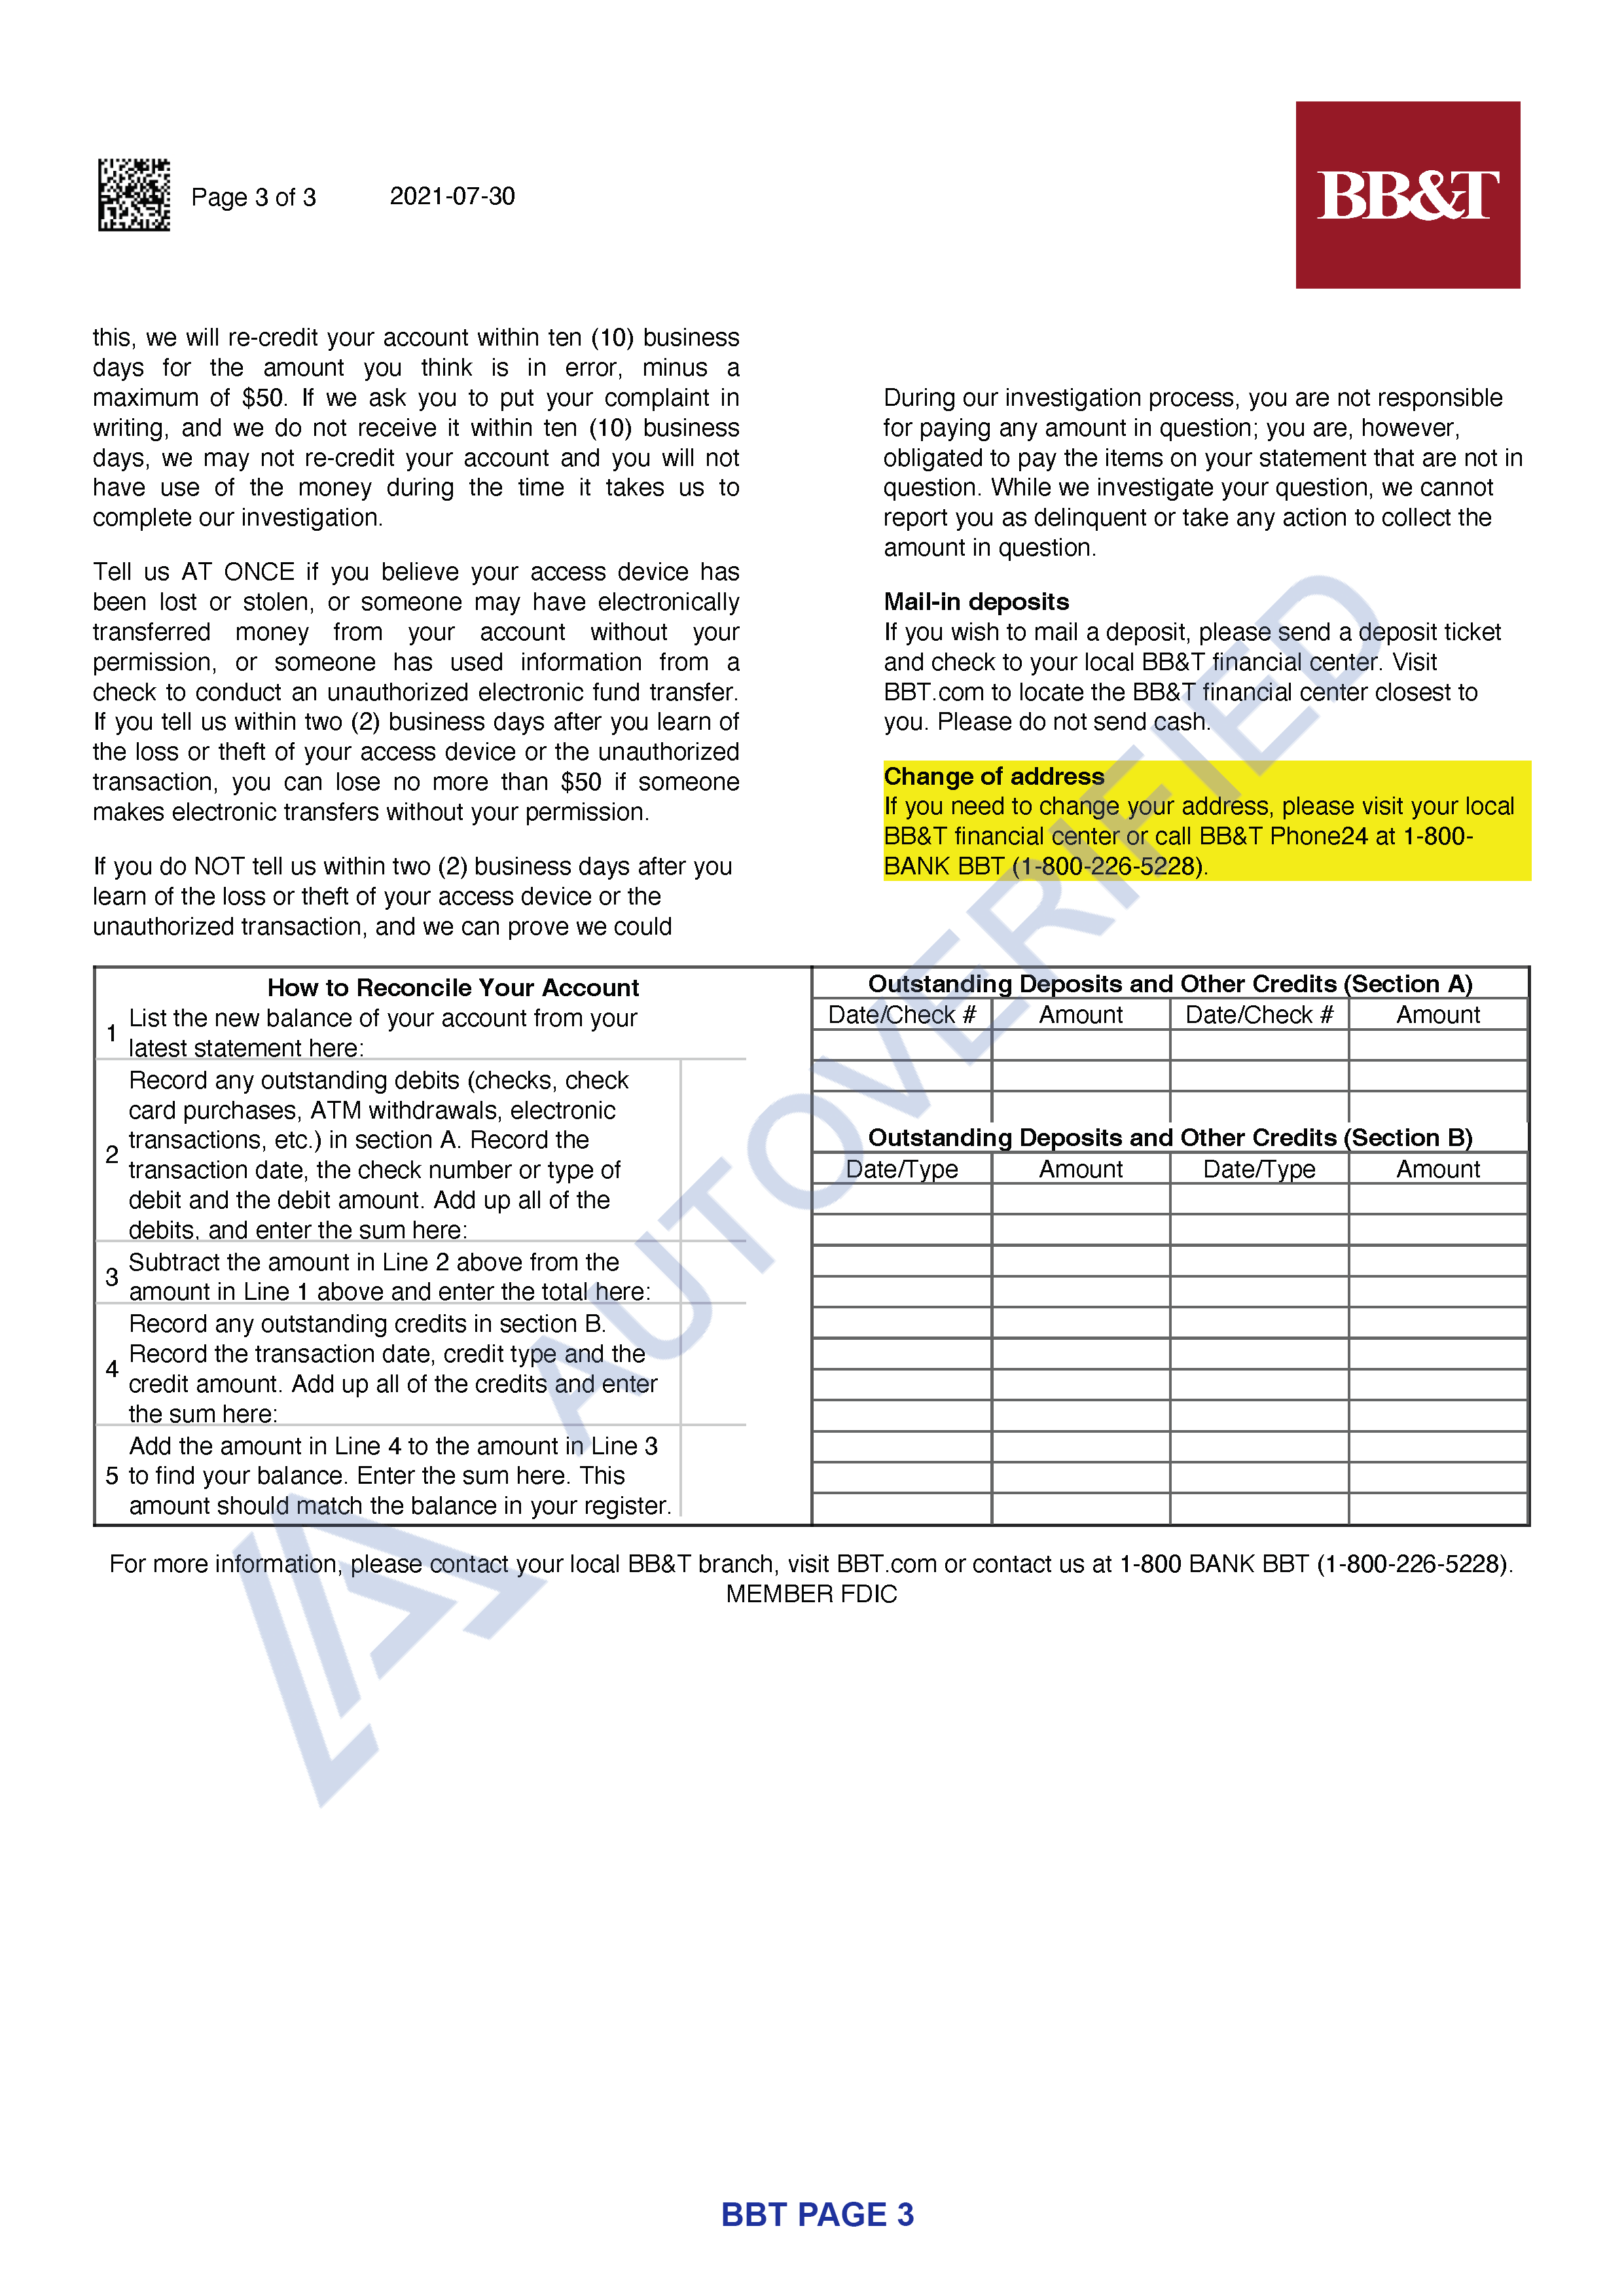 BB&T
Page 3 of 3 2021-07-30
this, we will re-credit your account within ten (10) business
days for the amount you think is in error, minus a
maximum of $50. If we ask you to put your complaint in
writing, and we do not receive it within ten (10) business
days, we may not re-credit your account and you will not
have use of the money during the time it takes us to
complete our investigation.
Tell us AT ONCE if you believe your access device has
been lost or stolen, or someone may have electronically
transferred money from your account without your
permission, or someone has used information from a
check to conduct an unauthorized electronic fund transfer.
If you tell us within two (2) business days after you learn of
the loss or theft of your access device or the unauthorized
transaction, you can lose no more than $50 if someone
makes electronic transfers without your permission.
If you do NOT tell us within two (2) business days after you
learn of the loss or theft of your access device or the
unauthorized transaction, and we can prove we could
During our investigation process, you are not responsible
for paying any amount in question; you are, however,
obligated to pay the items on your statement that are not in
question. While we investigate your question, we cannot
report you as delinquent or take any action to collect the
amount in question.
Mail-in deposits
If you wish to mail a deposit, please send a deposit ticket
and check to your local BB&T financial center. Visit
BBT.com to locate the BB&T financial center closest to
you. Please do not send cash.
Change of address
If you need to change your address, please visit your local
BB&T financial center or call BB&T Phone24 at 1-800-
BANK BBT (1-800-226-5228).
How to Reconcile Your Account
1 List the new balance of your account from your
latest statement here:
2 Record any outstanding debits (checks, check
card purchases, ATM withdrawals, electronic
transactions, etc.) in section A. Record the
transaction date, the check number or type of
debit and the debit amount. Add up all of the
debits, and enter the sum here:
3 Subtract the amount in Line 2 above from the
amount in Line 1 above and enter the total here:
4 Record any outstanding credits in section B.
Record the transaction date, credit type and the
credit amount. Add up all of the credits and enter
the sum here:
5 Add the amount in Line 4 to the amount in Line 3
to find your balance. Enter the sum here. This
amount should match the balance in your register.
Outstanding Deposits and Other Credits (Section A)
Date/Check # Amount Date/Check # Amount
Outstanding Deposits and Other Credits (Section B)
Date/Type Amount Date/Type Amount
For more information, please contact your local BB&T branch, visit BBT.com or contact us at 1-800 BANK BBT (1-800-226-5228).
MEMBER FDIC
AUTOVERIFIED
BBT PAGE 3